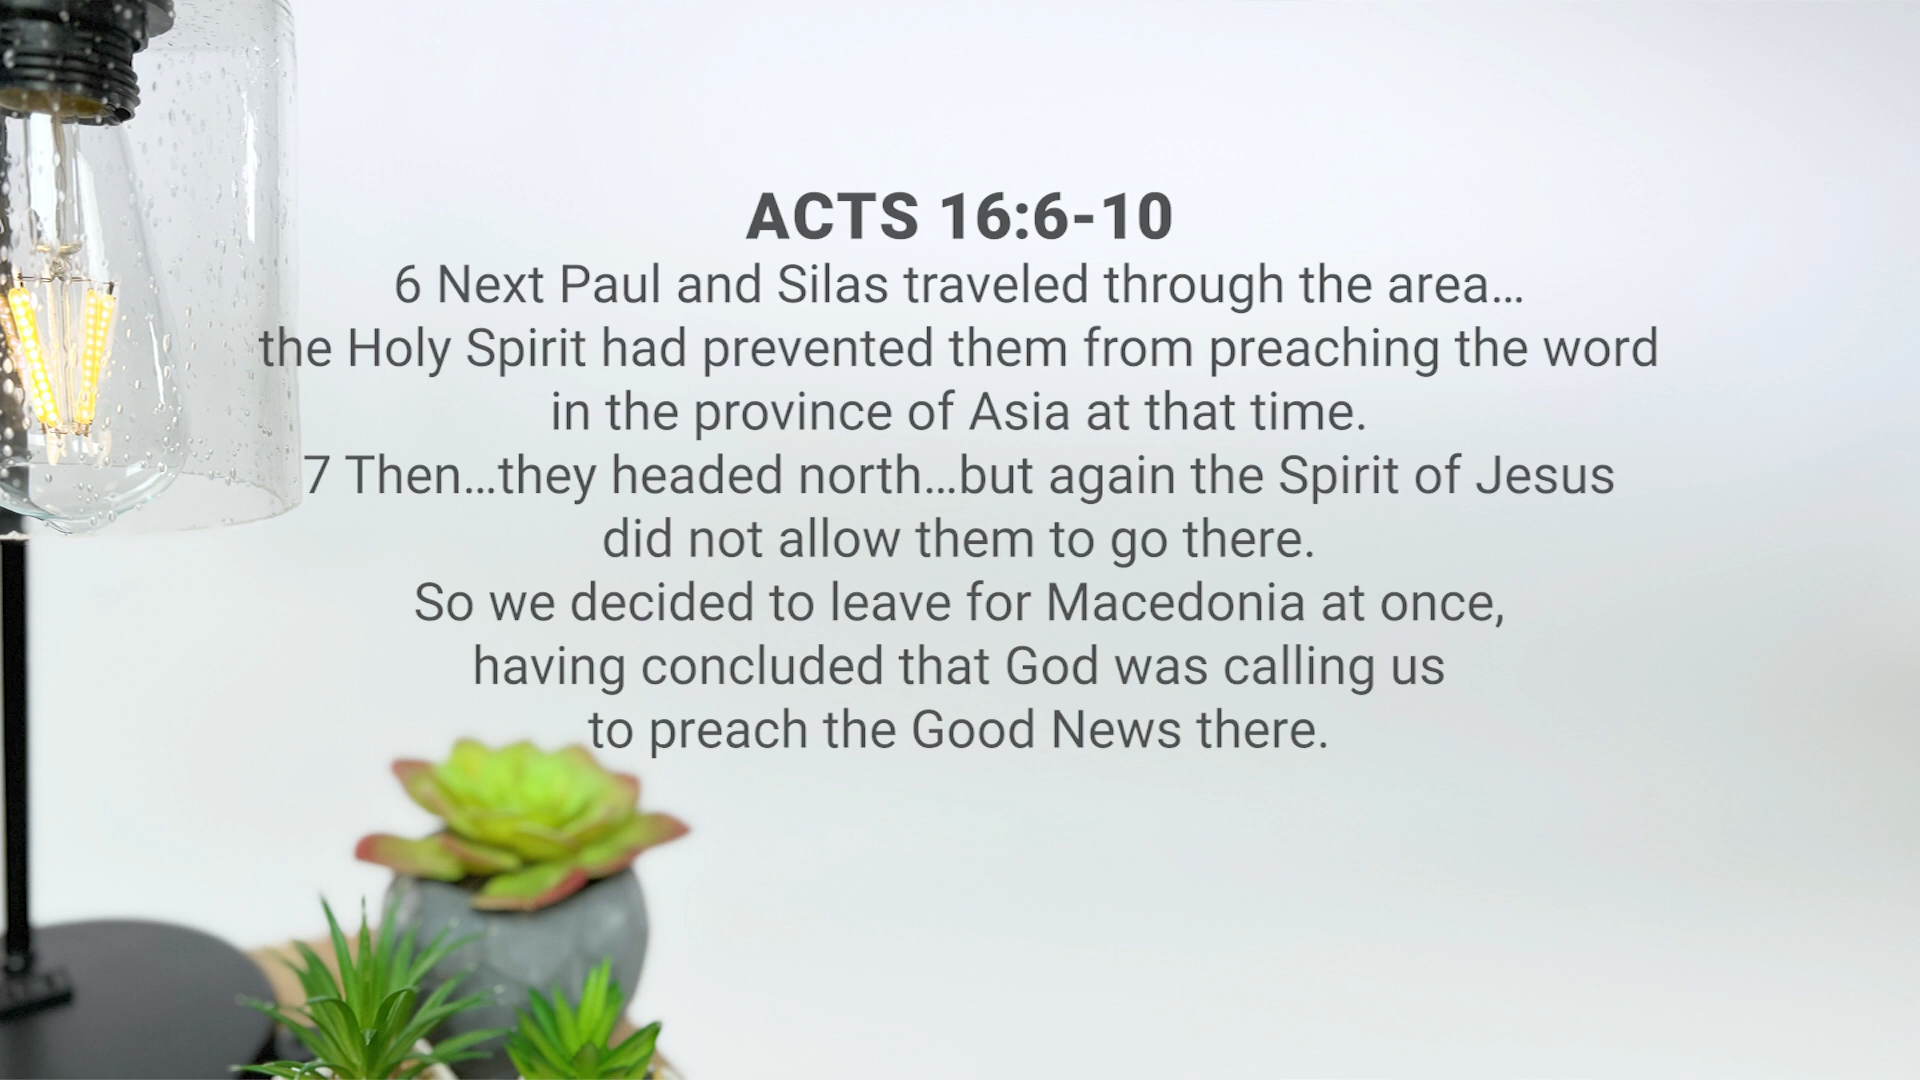 ACTS 16:6-10
6 Next Paul and Silas traveled through the area…
the Holy Spirit had prevented them from preaching the word
in the province of Asia at that time.
7 Then…they headed north…but again the Spirit of Jesus
did not allow them to go there.
So we decided to leave for Macedonia at once,
having concluded that God was calling us
to preach the Good News there.